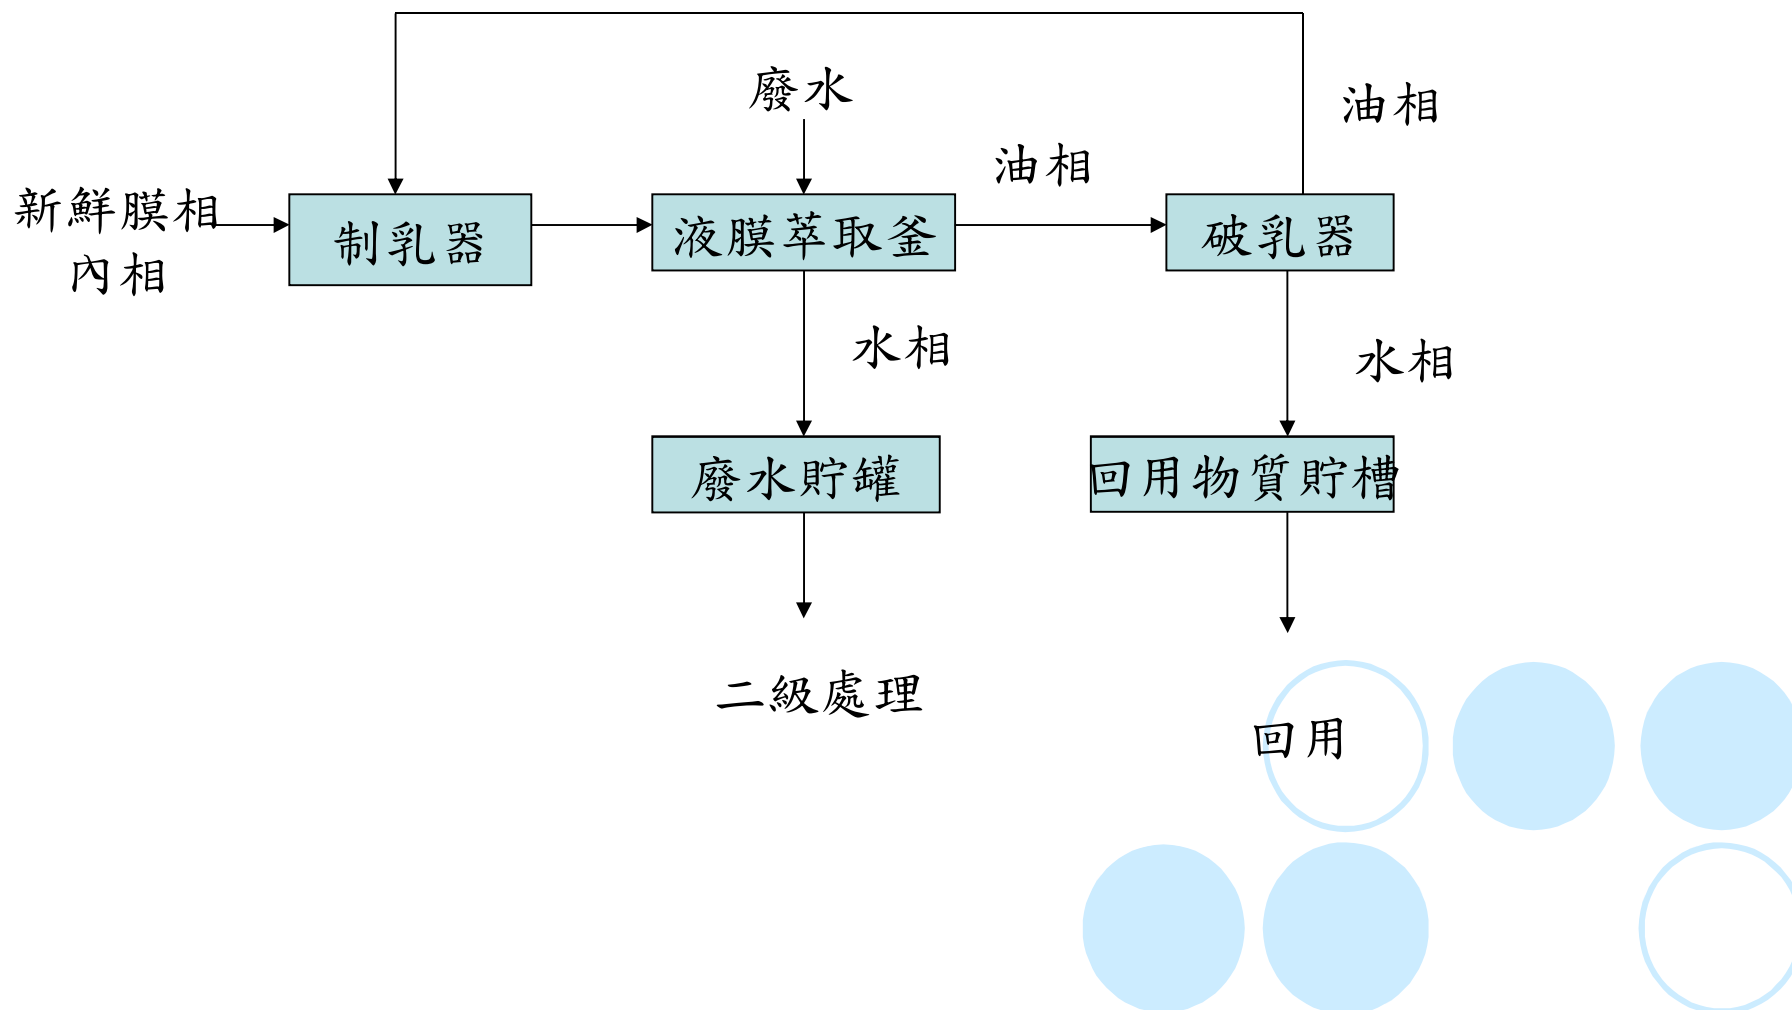 廢水
油相
油相
新鮮膜相
內相
制乳器
液膜萃取釜
破乳器
水相
水相
廢水貯罐
回用物質貯槽
二級處理
回用